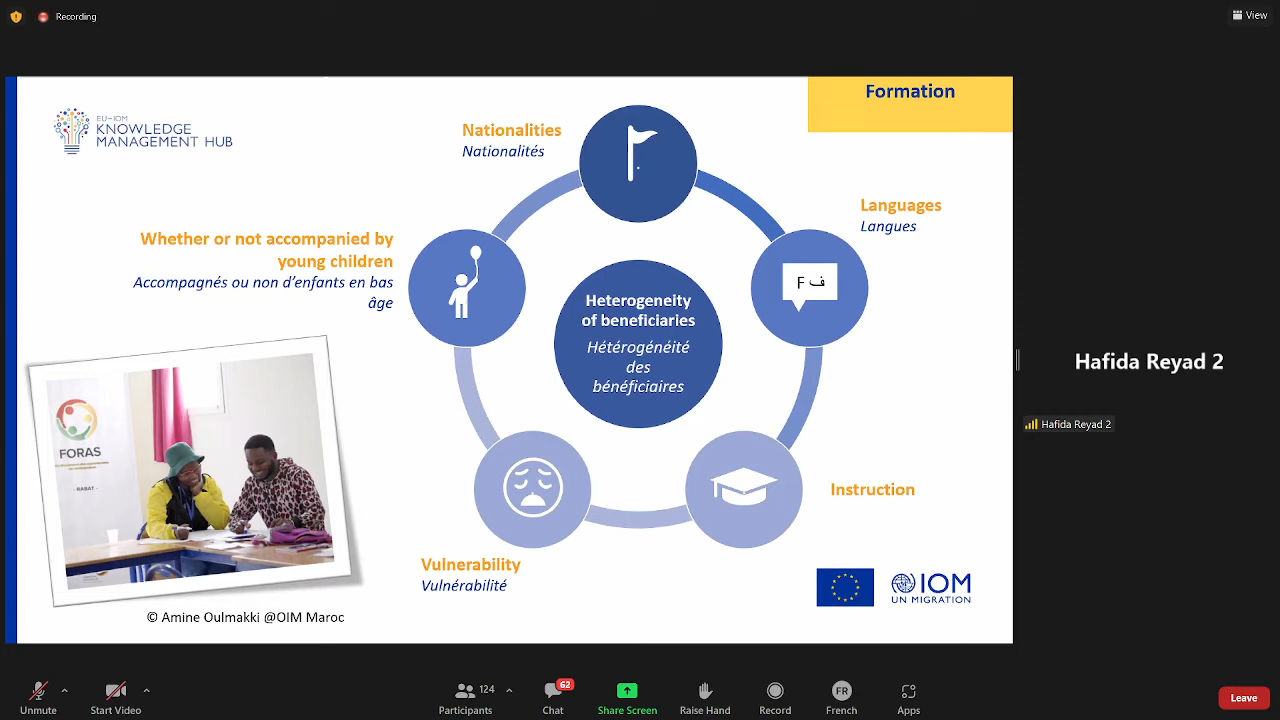 Recording
View
Formation
EU–IOM
KNOWLEDGE
MANAGEMENT HUB
Nationalities
Nationalités
Languages
Langues
Whether or not accompanied by
young children
Accompagnés ou non d’enfants en bas
âge
F ف
Heterogeneity
of beneficiaries
Hétérogénéité
des
bénéficiaires
Hafida Reyad 2
Hafida Reyad 2
FORAS
- RABAT -
Instruction
Vulnerability
Vulnérabilité
IOM
UN MIGRATION
© Amine Oulmakki @OIM Maroc
Unmute
Start Video
Participants
124
Chat
62
Share Screen
Raise Hand
Record
FR
French
Apps
Leave